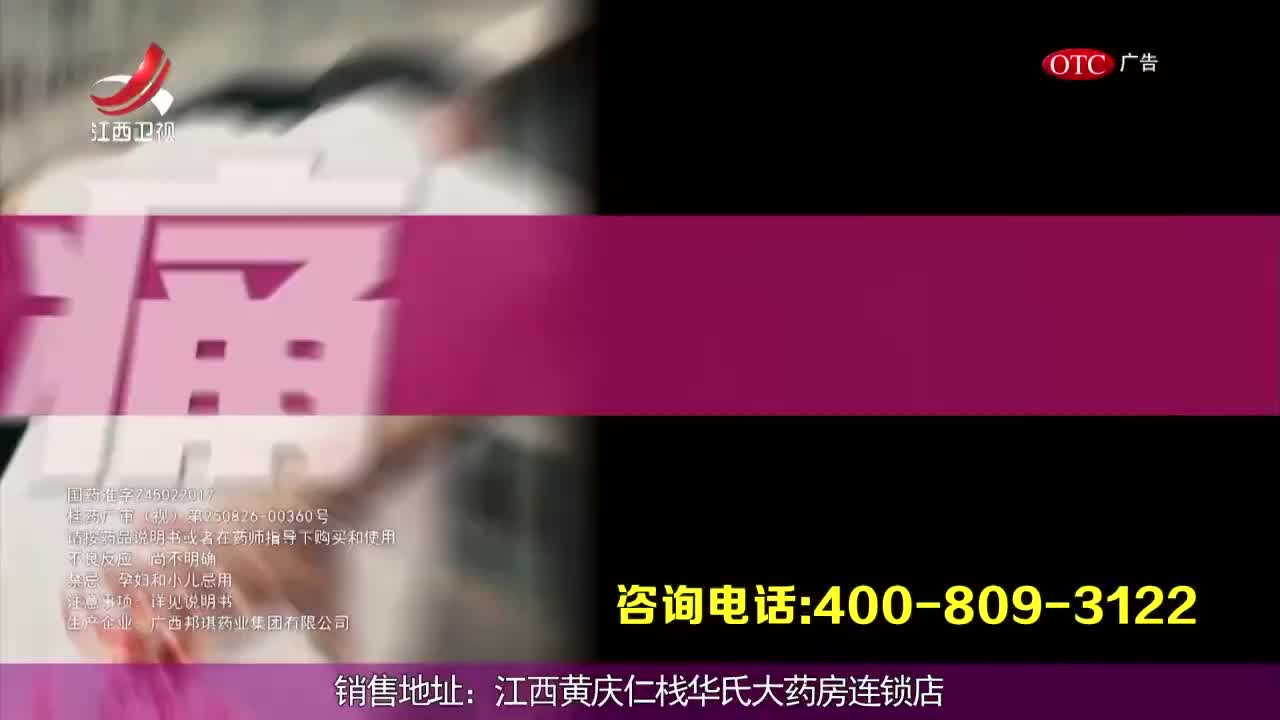 江西卫视
OTC 广告
痛
国药准字Z45022017
桂药广审（视）第250826-00360号
请按药品说明书或者在药师指导下购买和使用
不良反应：尚不明确
禁忌：孕妇和小儿忌用
注意事项：详见说明书
生产企业：广西邦琪药业集团有限公司
咨询电话:400-809-3122
销售地址：江西黄庆仁栈华氏大药房连锁店